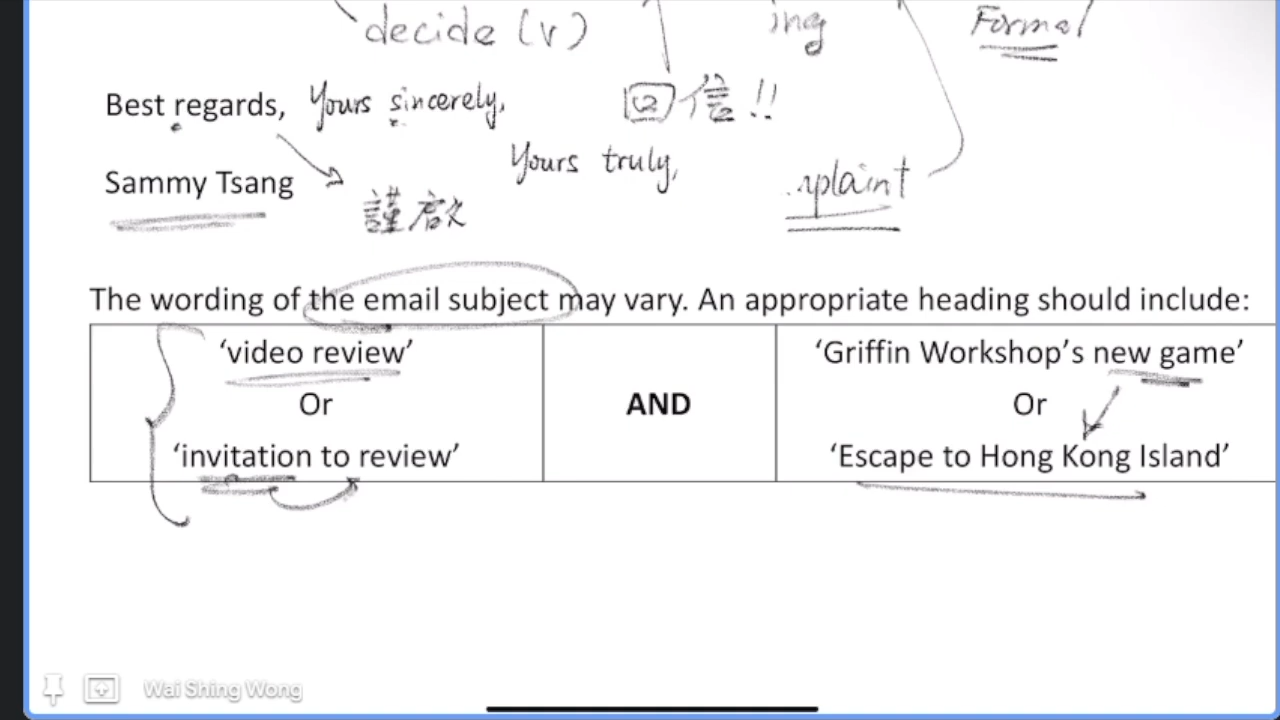 decide (v)
ing
Formal
Best regards, Yours sincerely,
回信!!
Yours truly,
Sammy Tsang
謹啟
plaint
The wording of the email subject may vary. An appropriate heading should include:
‘video review’
Or
‘invitation to review’
AND
‘Griffin Workshop’s new game’
Or
‘Escape to Hong Kong Island’
Wai Shing Wong